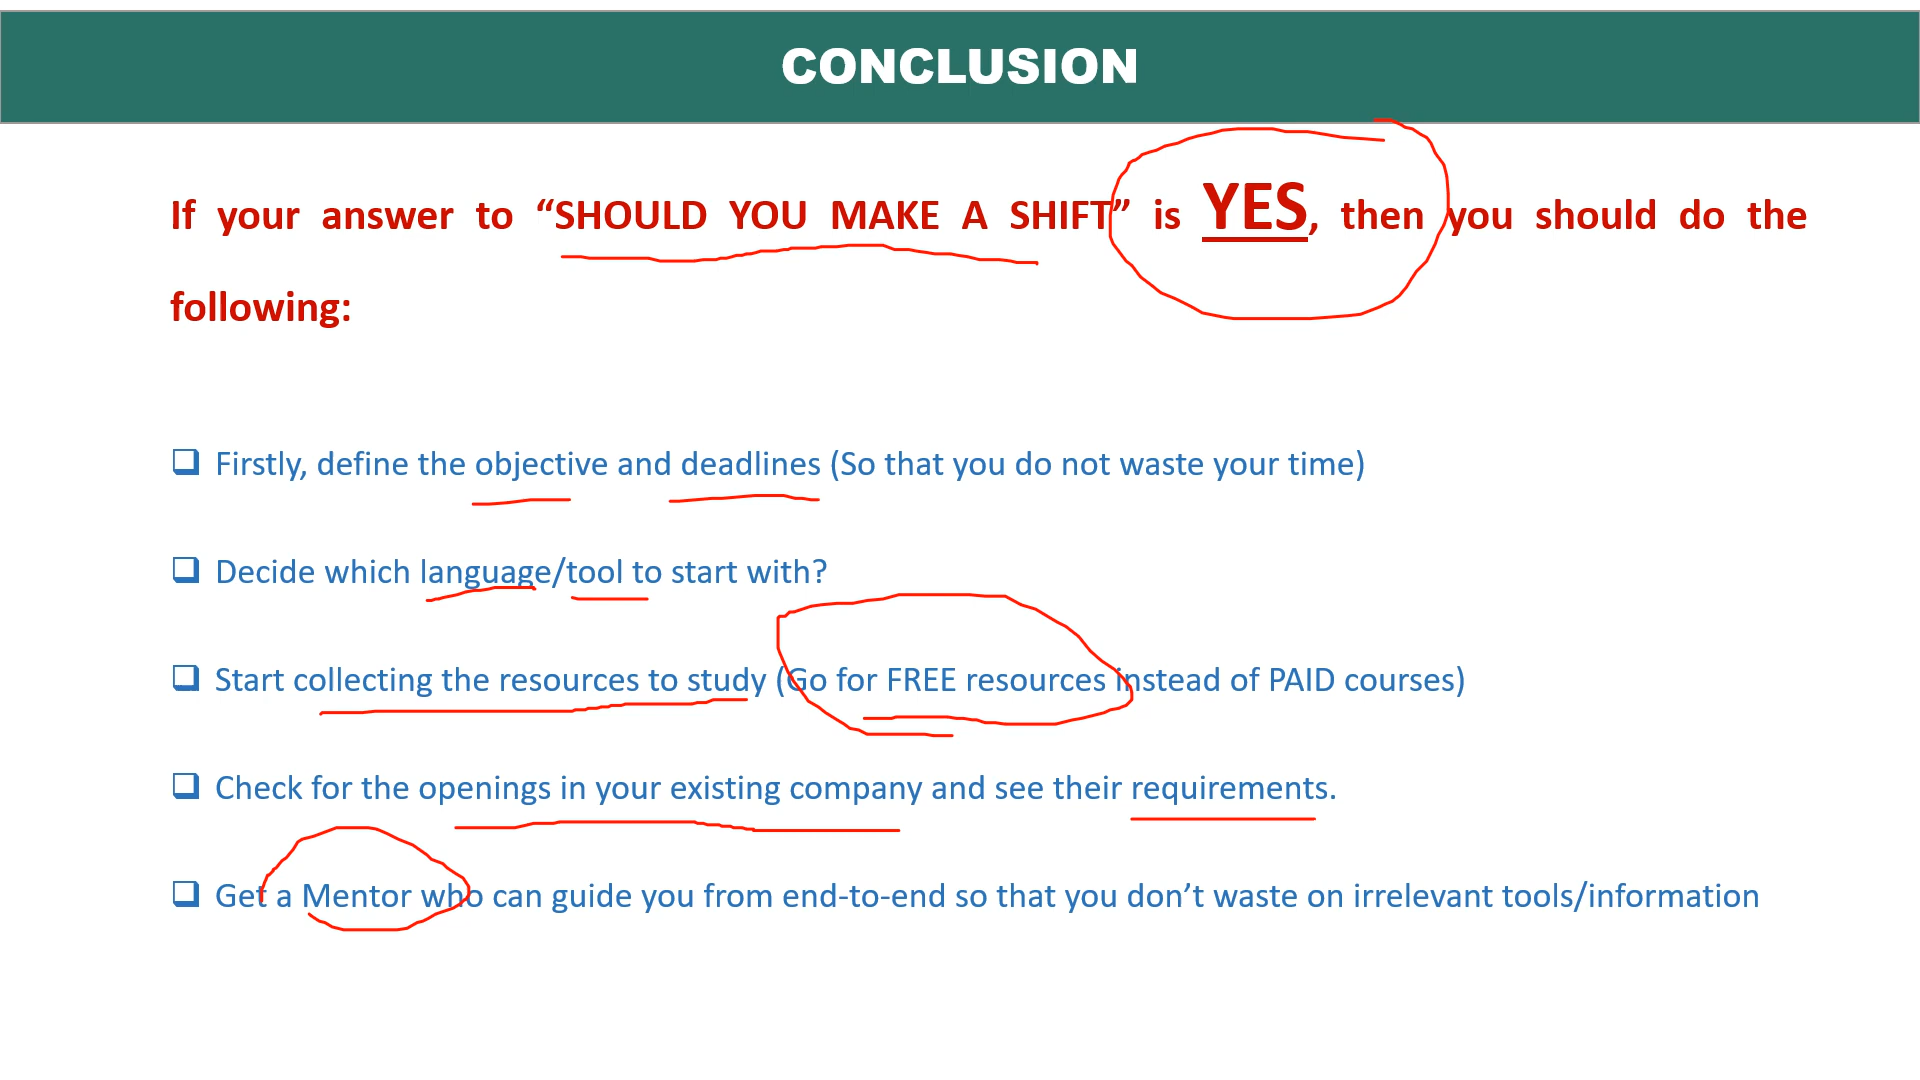 CONCLUSION
If your answer to “SHOULD YOU MAKE A SHIFT” is YES, then you should do the
following:
Firstly, define the objective and deadlines (So that you do not waste your time)
Decide which language/tool to start with?
Start collecting the resources to study (Go for FREE resources instead of PAID courses)
Check for the openings in your existing company and see their requirements.
Get a Mentor who can guide you from end-to-end so that you don’t waste on irrelevant tools/information